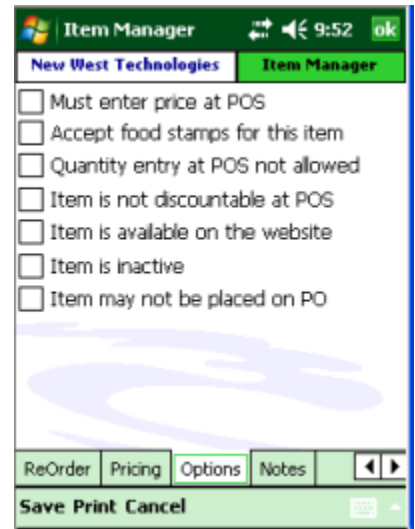 Item Manager 9:52 ok
New West Technologies Item Manager
Must enter price at POS
Accept food stamps for this item
Quantity entry at POS not allowed
Item is not discountable at POS
Item is available on the website
Item is inactive
Item may not be placed on PO
ReOrder Pricing Options Notes
Save Print Cancel